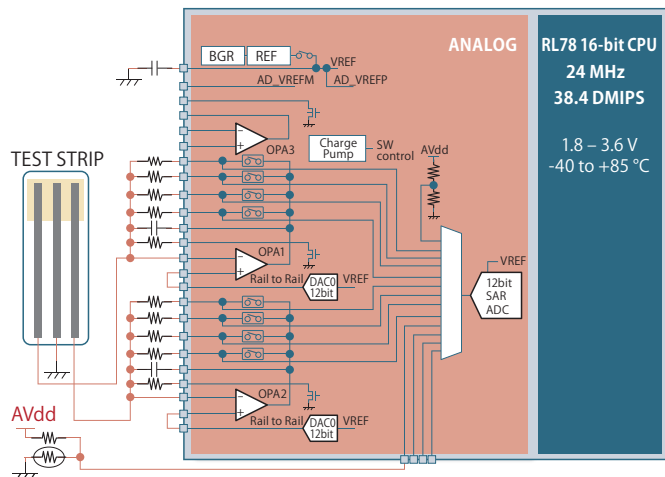 ANALOG
RL78 16-bit CPU
24 MHz
38.4 DMIPS
1.8 – 3.6 V
-40 to +85 °C
BGR
REF
VREF
AD_VREFM
AD_VREFP
OPA3
Charge
Pump
SW
control
AVdd
TEST STRIP
OPA1
Rail to Rail
DAC0
12bit
VREF
VREF
12bit
SAR
ADC
OPA2
Rail to Rail
DAC0
12bit
VREF
AVdd